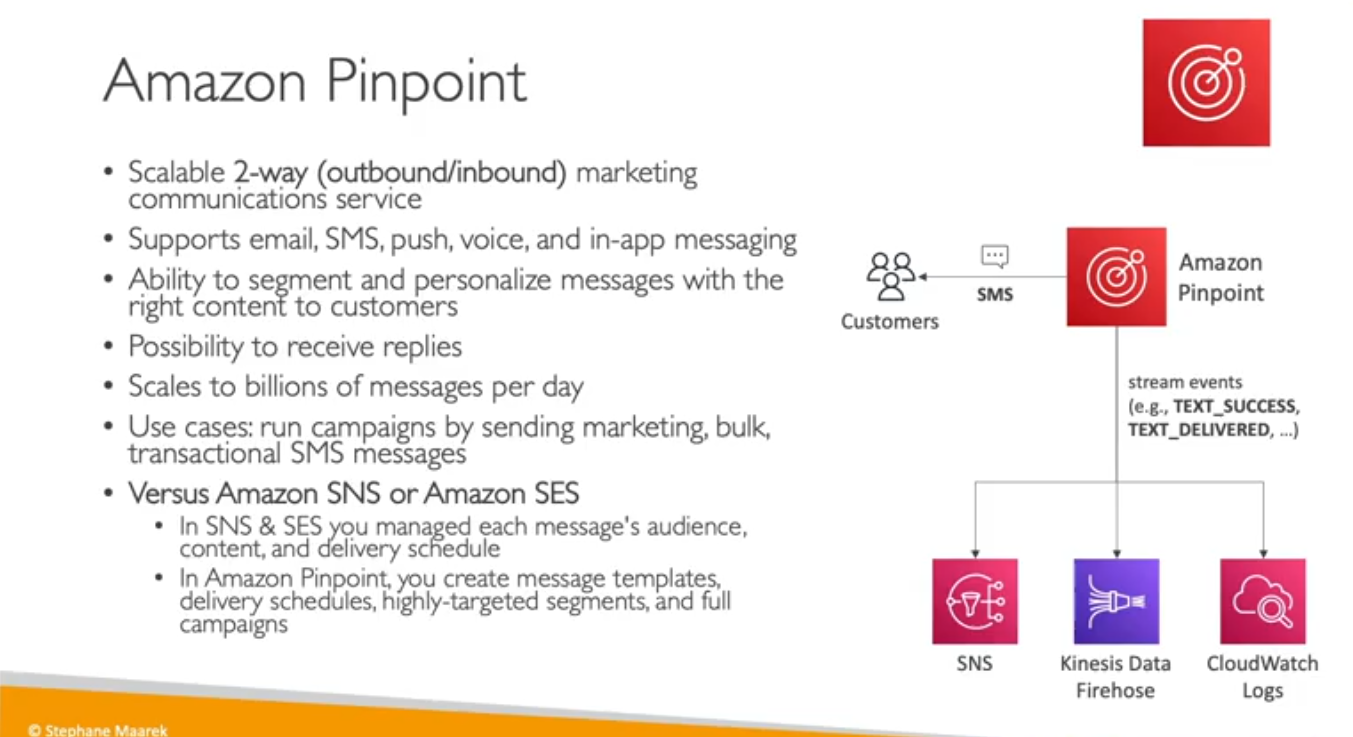 Amazon Pinpoint
• Scalable 2-way (outbound/inbound) marketing
communications service
• Supports email, SMS, push, voice, and in-app messaging
• Ability to segment and personalize messages with the
right content to customers
• Possibility to receive replies
• Scales to billions of messages per day
• Use cases: run campaigns by sending marketing, bulk,
transactional SMS messages
• Versus Amazon SNS or Amazon SES
• In SNS & SES you managed each message's audience,
content, and delivery schedule
• In Amazon Pinpoint, you create message templates,
delivery schedules, highly-targeted segments, and full
campaigns
Customers
SMS
Amazon
Pinpoint
stream events
(e.g., TEXT_SUCCESS,
TEXT_DELIVERED, …)
SNS
Kinesis Data
Firehose
CloudWatch
Logs
© Stephane Maarek